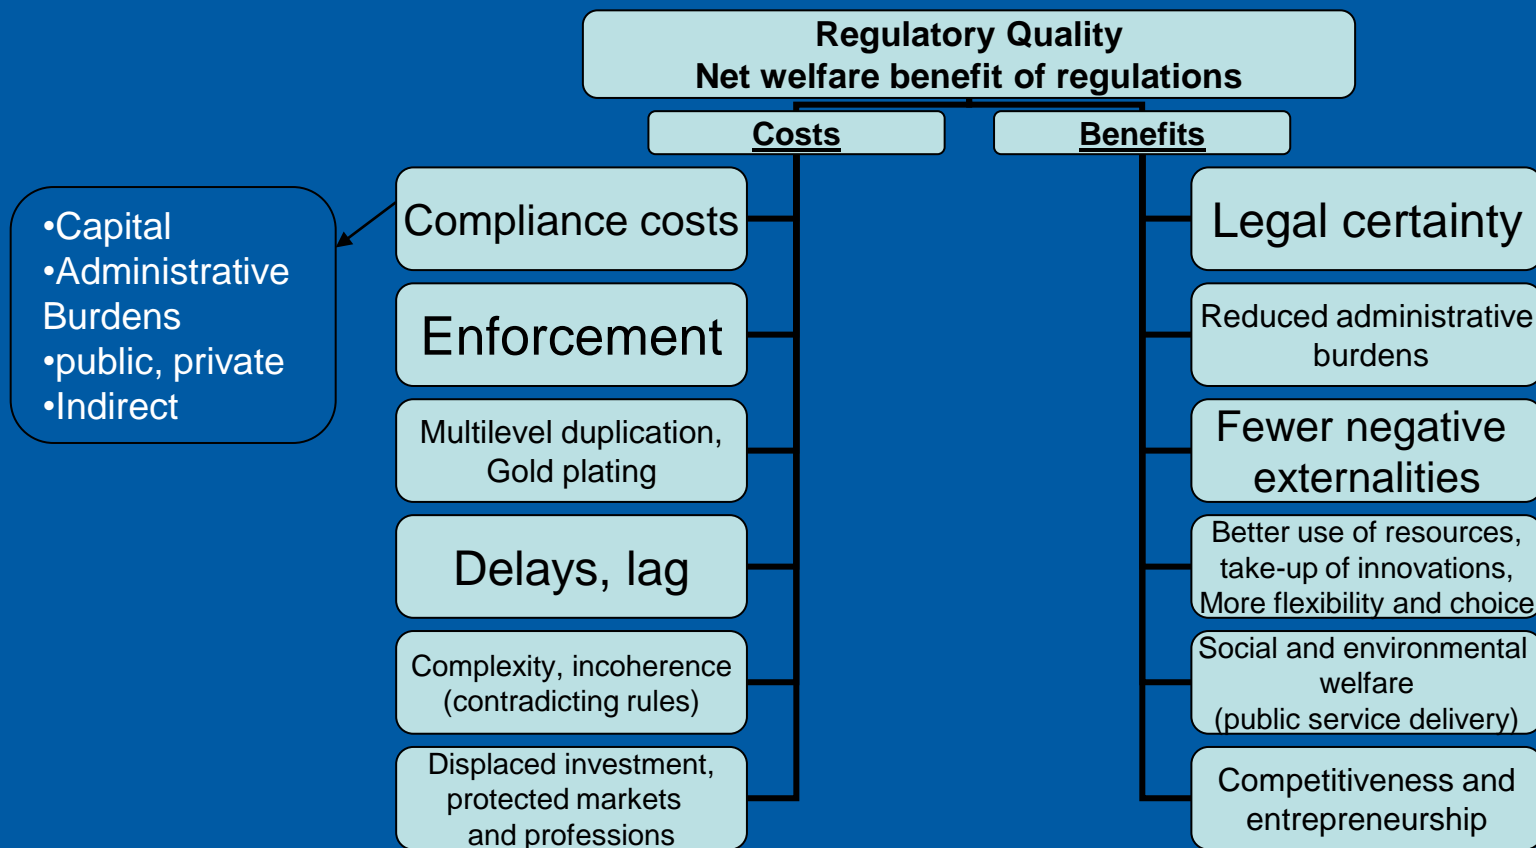 Regulatory Quality
Net welfare benefit of regulations
Costs
Benefits
•Capital
•Administrative
Burdens
•public, private
•Indirect
Compliance costs
Enforcement
Multilevel duplication,
Gold plating
Delays, lag
Complexity, incoherence
(contradicting rules)
Displaced investment,
protected markets
and professions
Legal certainty
Reduced administrative
burdens
Fewer negative
externalities
Better use of resources,
take-up of innovations,
More flexibility and choice
Social and environmental
welfare
(public service delivery)
Competitiveness and
entrepreneurship